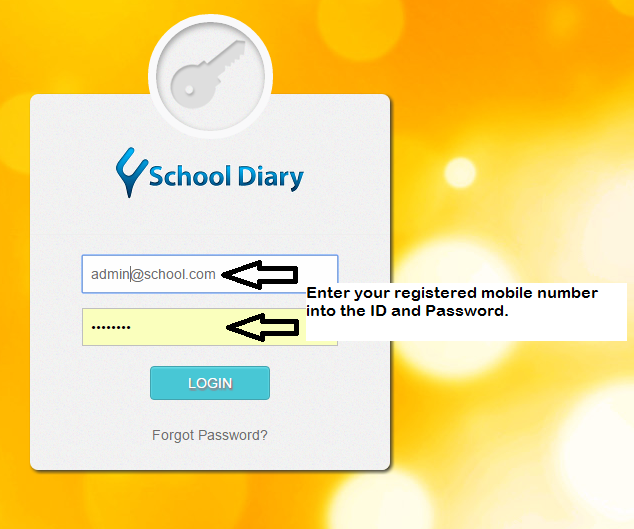 School Diary
admin@school.com
Enter your registered mobile number
into the ID and Password.
••••••••
LOGIN
Forgot Password?